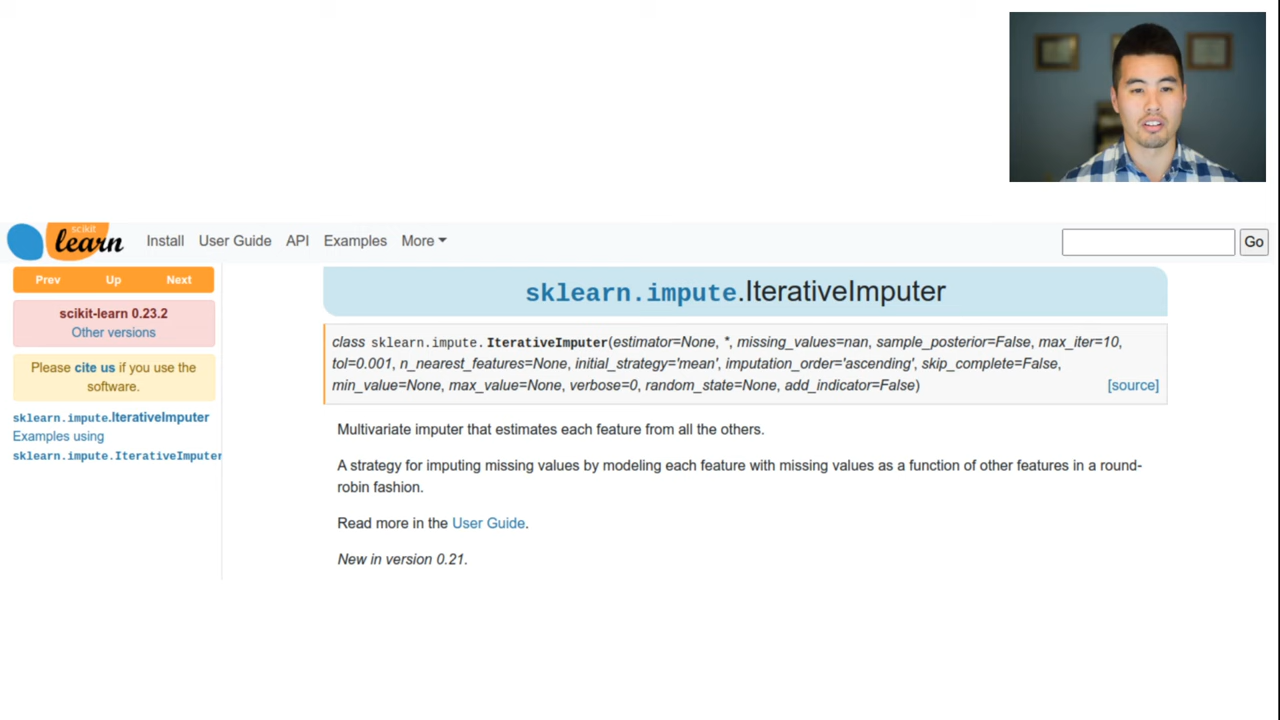 scikit
learn
Install User Guide API Examples More
Go
Prev Up Next
scikit-learn 0.23.2
Other versions
Please cite us if you use the
software.
sklearn.impute.IterativeImputer
Examples using
sklearn.impute.IterativeImputer
sklearn.impute.IterativeImputer
class sklearn.impute.IterativeImputer(estimator=None, *, missing_values=nan, sample_posterior=False, max_iter=10,
tol=0.001, n_nearest_features=None, initial_strategy='mean', imputation_order='ascending', skip_complete=False,
min_value=None, max_value=None, verbose=0, random_state=None, add_indicator=False) [source]
Multivariate imputer that estimates each feature from all the others.
A strategy for imputing missing values by modeling each feature with missing values as a function of other features in a round-
robin fashion.
Read more in the User Guide.
New in version 0.21.